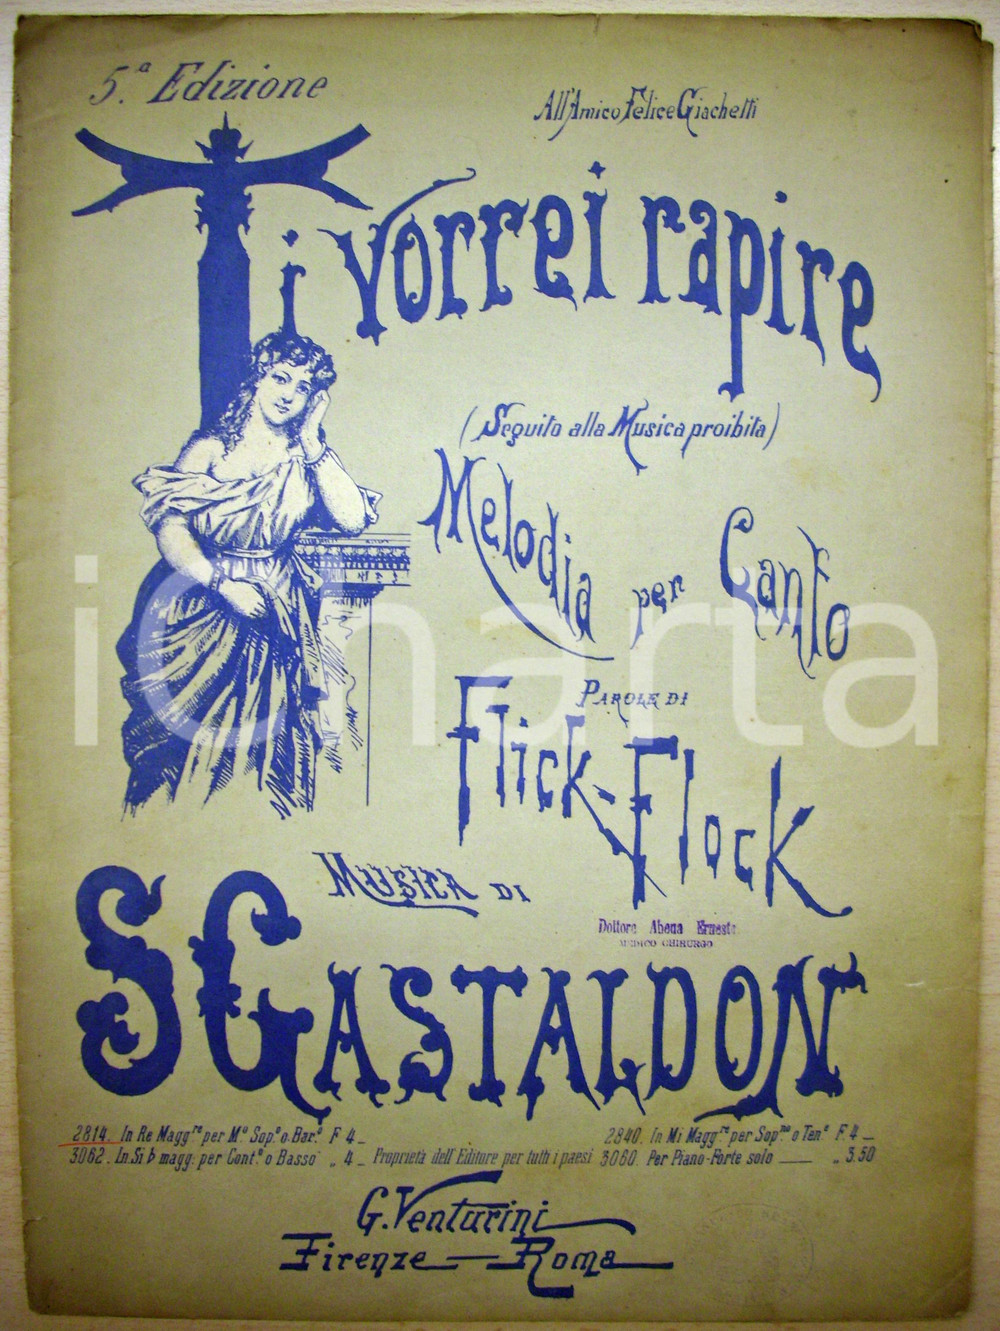 5.ª Edizione
All'Amico Felice Giachetti
Ti vorrei rapire
(Seguito alla Musica proibita)
Melodia per Canto
PAROLE DI
Flick-Flock
MUSICA DI
Dottore Abena Ernesto
MEDICO CHIRURGO
S GASTALDON
2814. In Re Magg.re per M.o Sop.o o Bar.o F 4_
2840. In Mi Magg.re per Sop.no o Ten.e F. 4_
3062. In Si b magg. per Cont.o o Basso „ 4_
Proprietà dell'Editore per tutti i paesi
3060. Per Piano-Forte solo _ „ 3.50
G. Venturini
Firenze — Roma
iCharta